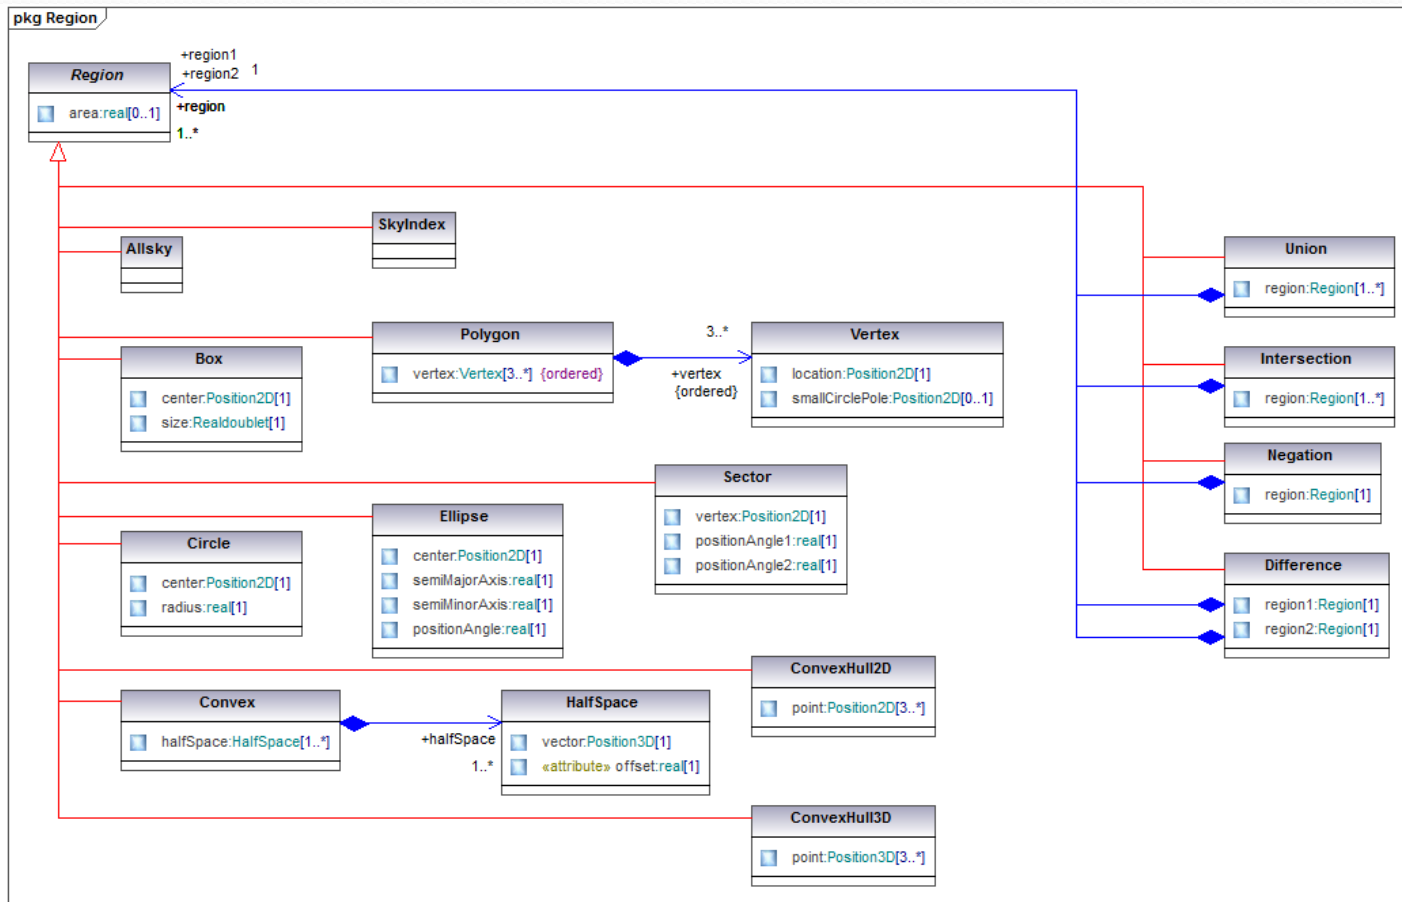 pkg Region
+region1
+region2 1
Region
+region
area:real[0..1]
1..*
SkyIndex
Allsky
Union
region:Region[1..*]
Polygon
vertex:Vertex[3..*] {ordered}
3..*
+vertex
{ordered}
Vertex
location:Position2D[1]
smallCirclePole:Position2D[0..1]
Box
center:Position2D[1]
size:Realdoublet[1]
Intersection
region:Region[1..*]
Negation
region:Region[1]
Sector
vertex:Position2D[1]
positionAngle1:real[1]
positionAngle2:real[1]
Ellipse
center:Position2D[1]
semiMajorAxis:real[1]
semiMinorAxis:real[1]
positionAngle:real[1]
Circle
center:Position2D[1]
radius:real[1]
Difference
region1:Region[1]
region2:Region[1]
ConvexHull2D
point:Position2D[3..*]
Convex
halfSpace:HalfSpace[1..*]
+halfSpace
1..*
HalfSpace
vector:Position3D[1]
«attribute» offset:real[1]
ConvexHull3D
point:Position3D[3..*]